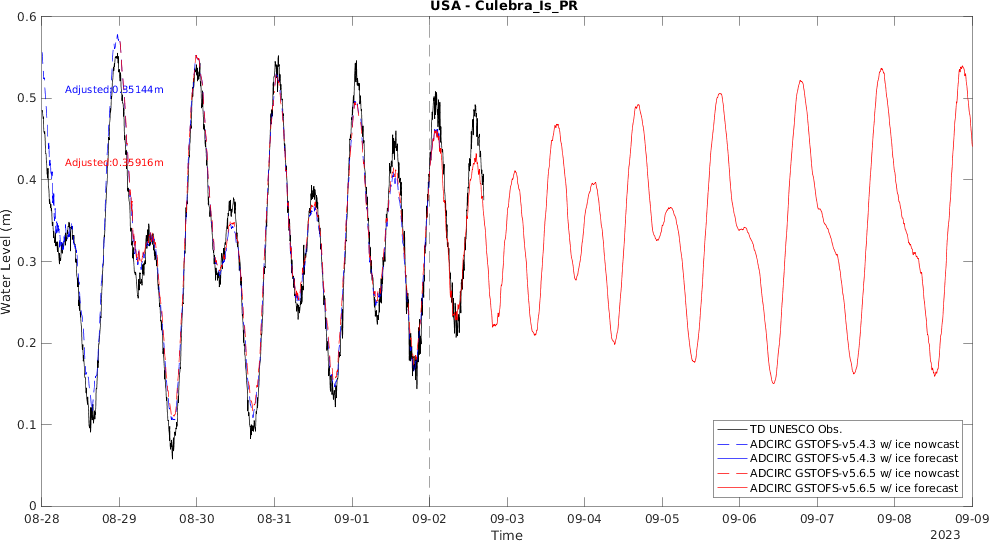 USA - Culebra_Is_PR
0.6
0.5
0.4
0.3
0.2
0.1
0
Water Level (m)
Adjusted:0.35144m
Adjusted:0.35916m
TD UNESCO Obs.
ADCIRC GSTOFS-v5.4.3 w/ ice nowcast
ADCIRC GSTOFS-v5.4.3 w/ ice forecast
ADCIRC GSTOFS-v5.6.5 w/ ice nowcast
ADCIRC GSTOFS-v5.6.5 w/ ice forecast
08-28 08-29 08-30 08-31 09-01 09-02 09-03 09-04 09-05 09-06 09-07 09-08 09-09
Time
2023